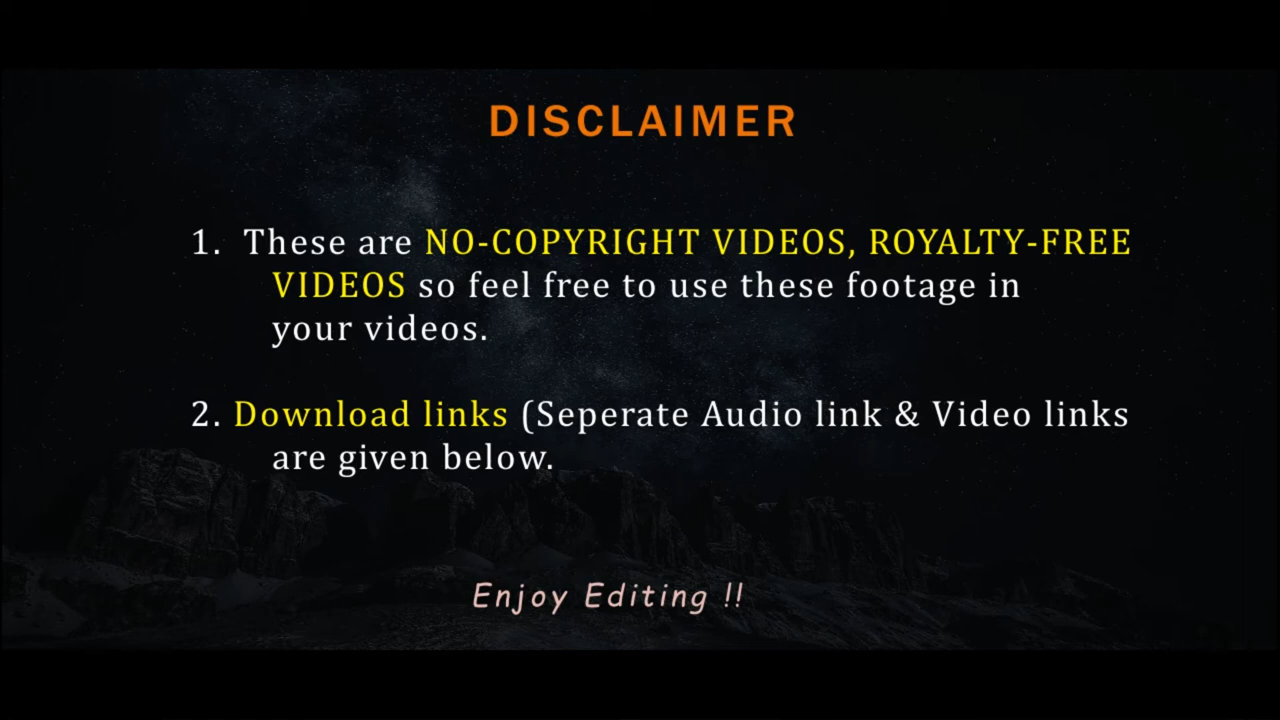 DISCLAIMER
1. These are NO-COPYRIGHT VIDEOS, ROYALTY-FREE
VIDEOS so feel free to use these footage in
your videos.
2. Download links (Seperate Audio link & Video links
are given below.
Enjoy Editing !!